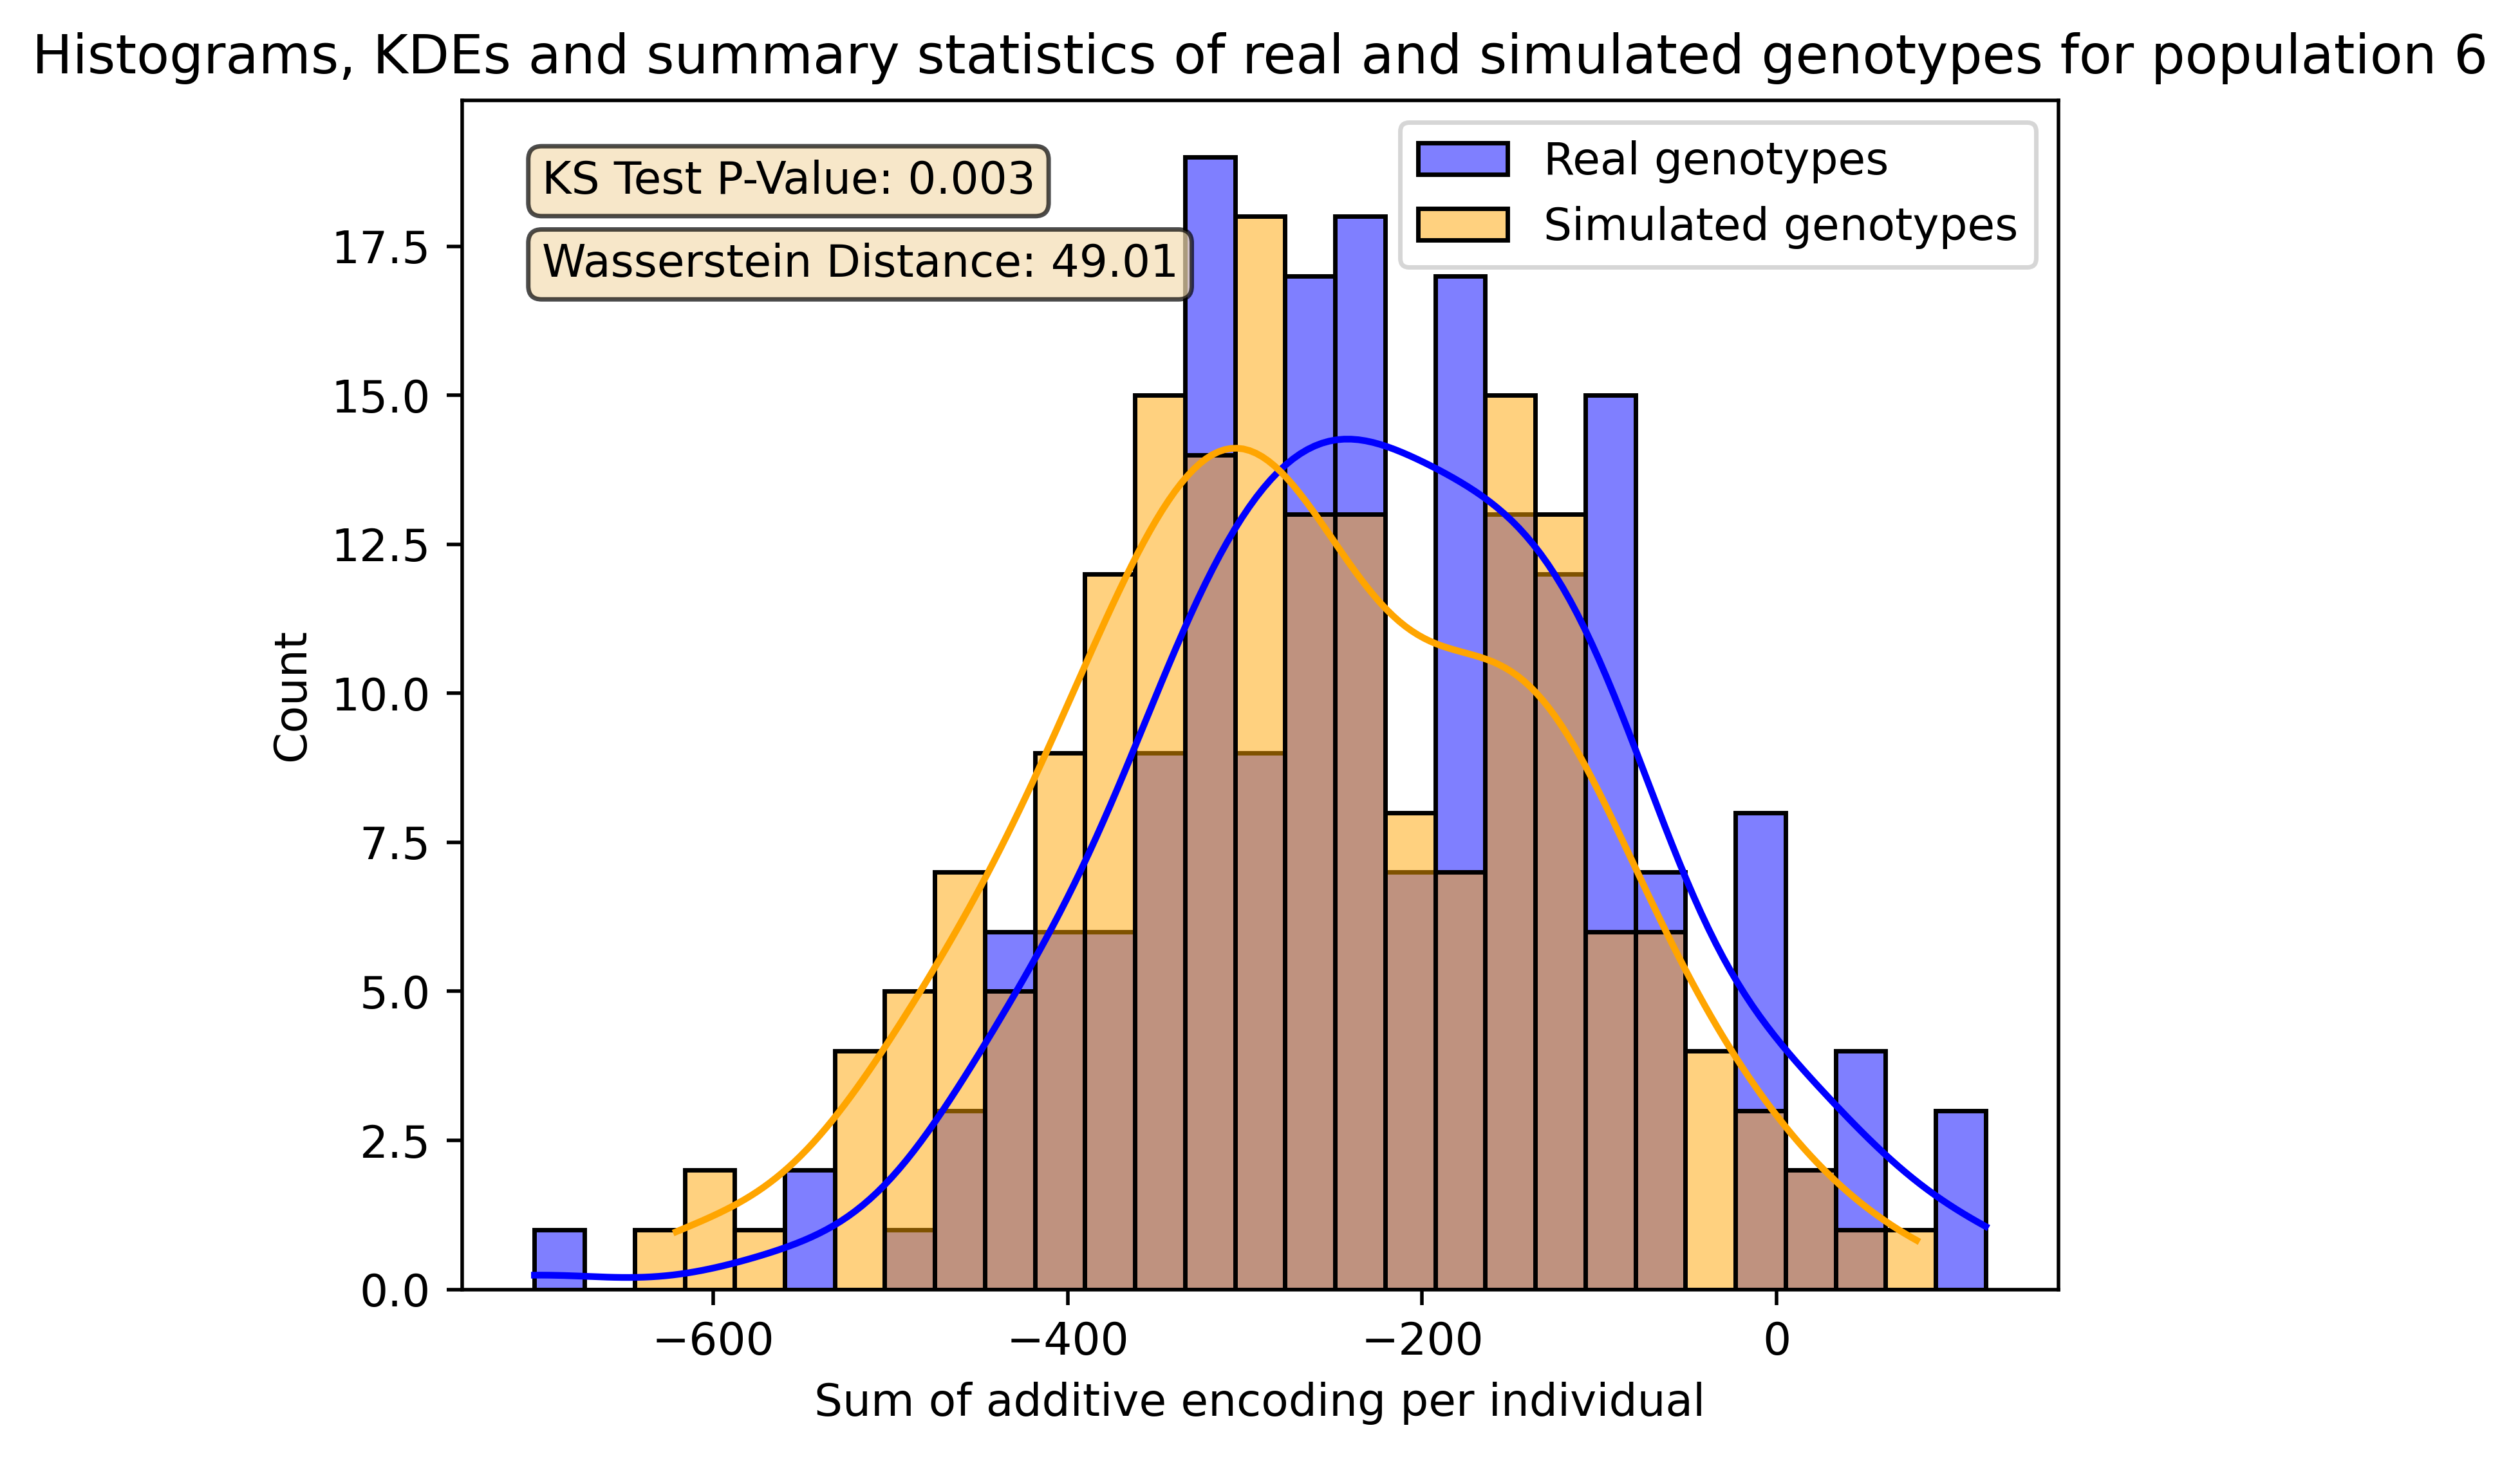 Histograms, KDEs and summary statistics of real and simulated genotypes for population 6
KS Test P-Value: 0.003
Wasserstein Distance: 49.01
Real genotypes
Simulated genotypes
17.5
15.0
12.5
10.0
7.5
5.0
2.5
0.0
Count
−600
−400
−200
0
Sum of additive encoding per individual